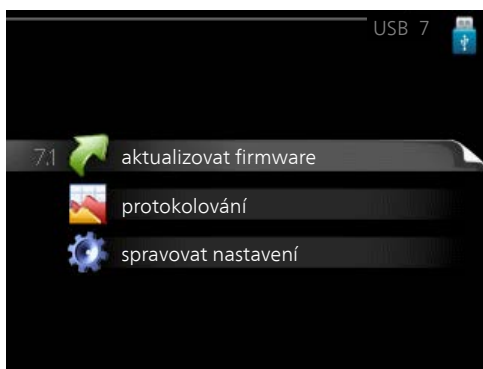 USB 7
7.1 aktualizovat firmware
protokolování
spravovat nastavení